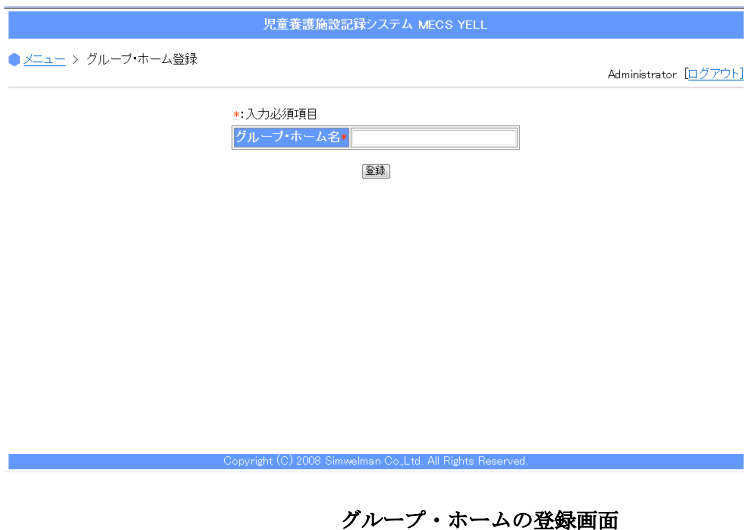 児童養護施設記録システム MECS YELL
メニュー > グループ・ホーム登録
Administrator [ログアウト]
*:入力必須項目
グループ・ホーム名*
登録
Copyright (C) 2008 Simwelman Co.,Ltd. All Rights Reserved.
グループ・ホームの登録画面